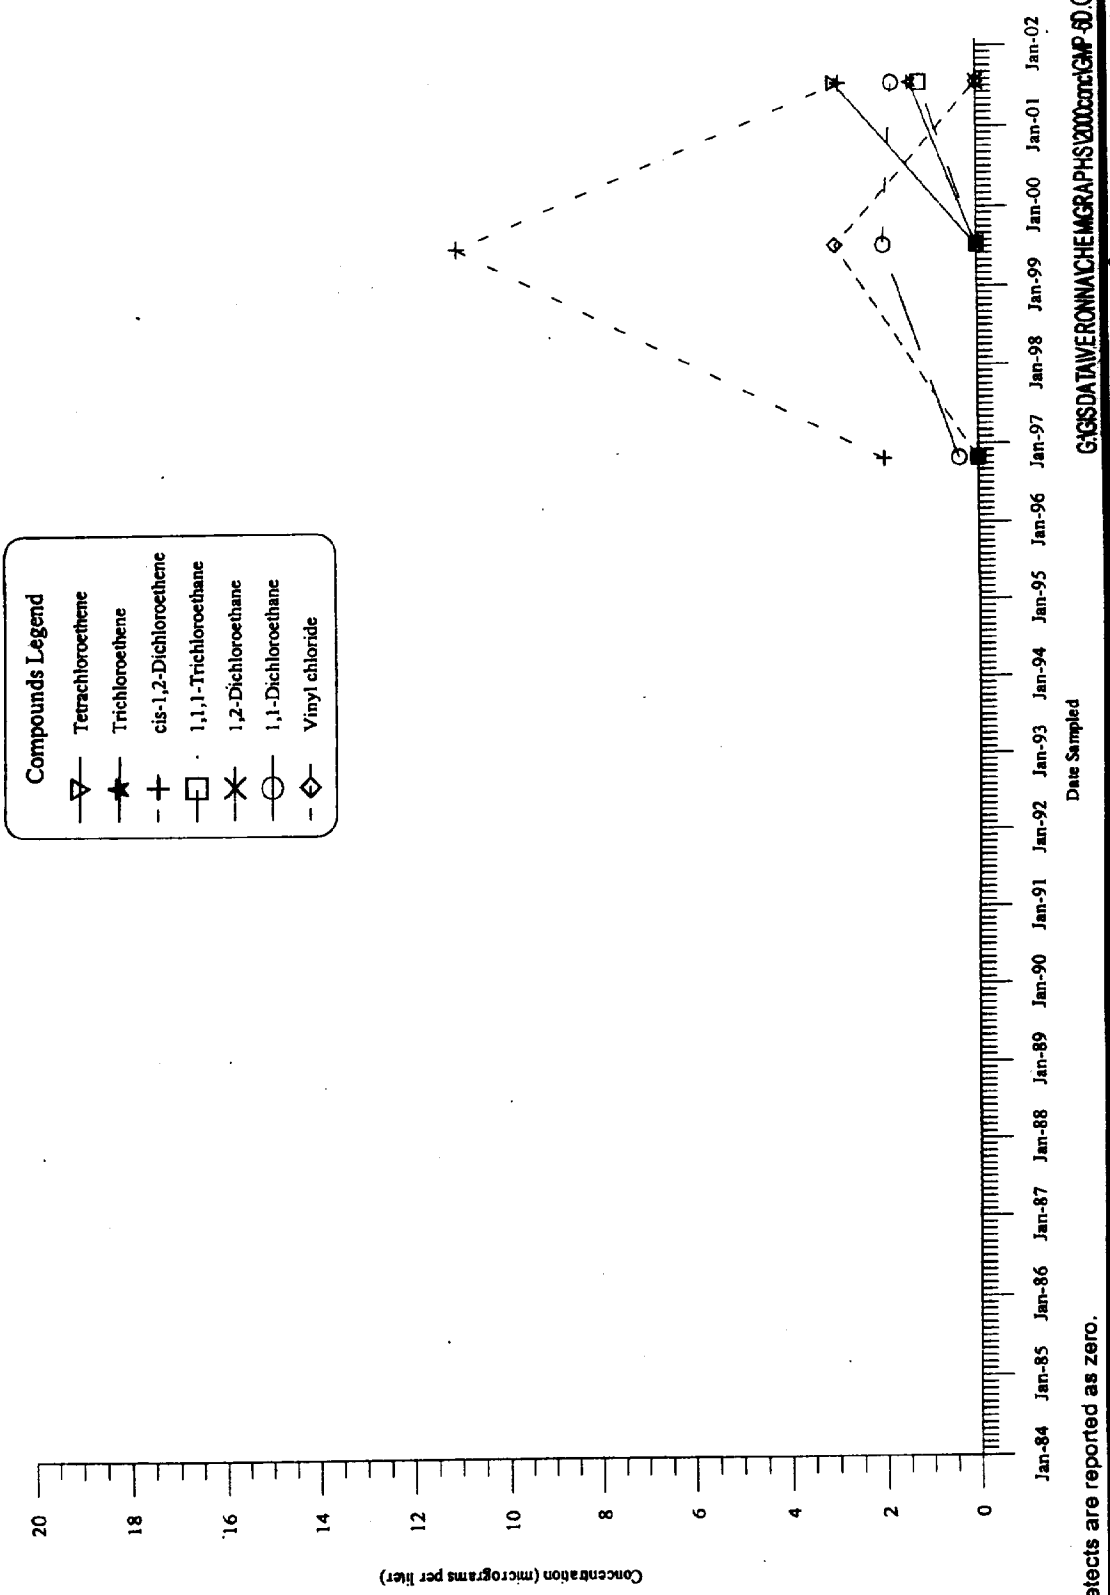 Compounds Legend
Tetrachloroethene
Trichloroethene
cis-1,2-Dichloroethene
1,1,1-Trichloroethane
1,2-Dichloroethane
1,1-Dichloroethane
Vinyl chloride
Concentration (micrograms per liter)
20
16
14
12
10
8
6
4
2
0
Jan-84 Jan-85 Jan-86 Jan-87 Jan-88 Jan-89 Jan-90 Jan-91 Jan-92 Jan-93 Jan-94 Jan-95 Jan-96 Jan-97 Jan-98 Jan-99 Jan-00 Jan-01 Jan-02
Date Sampled
etects are reported as zero.